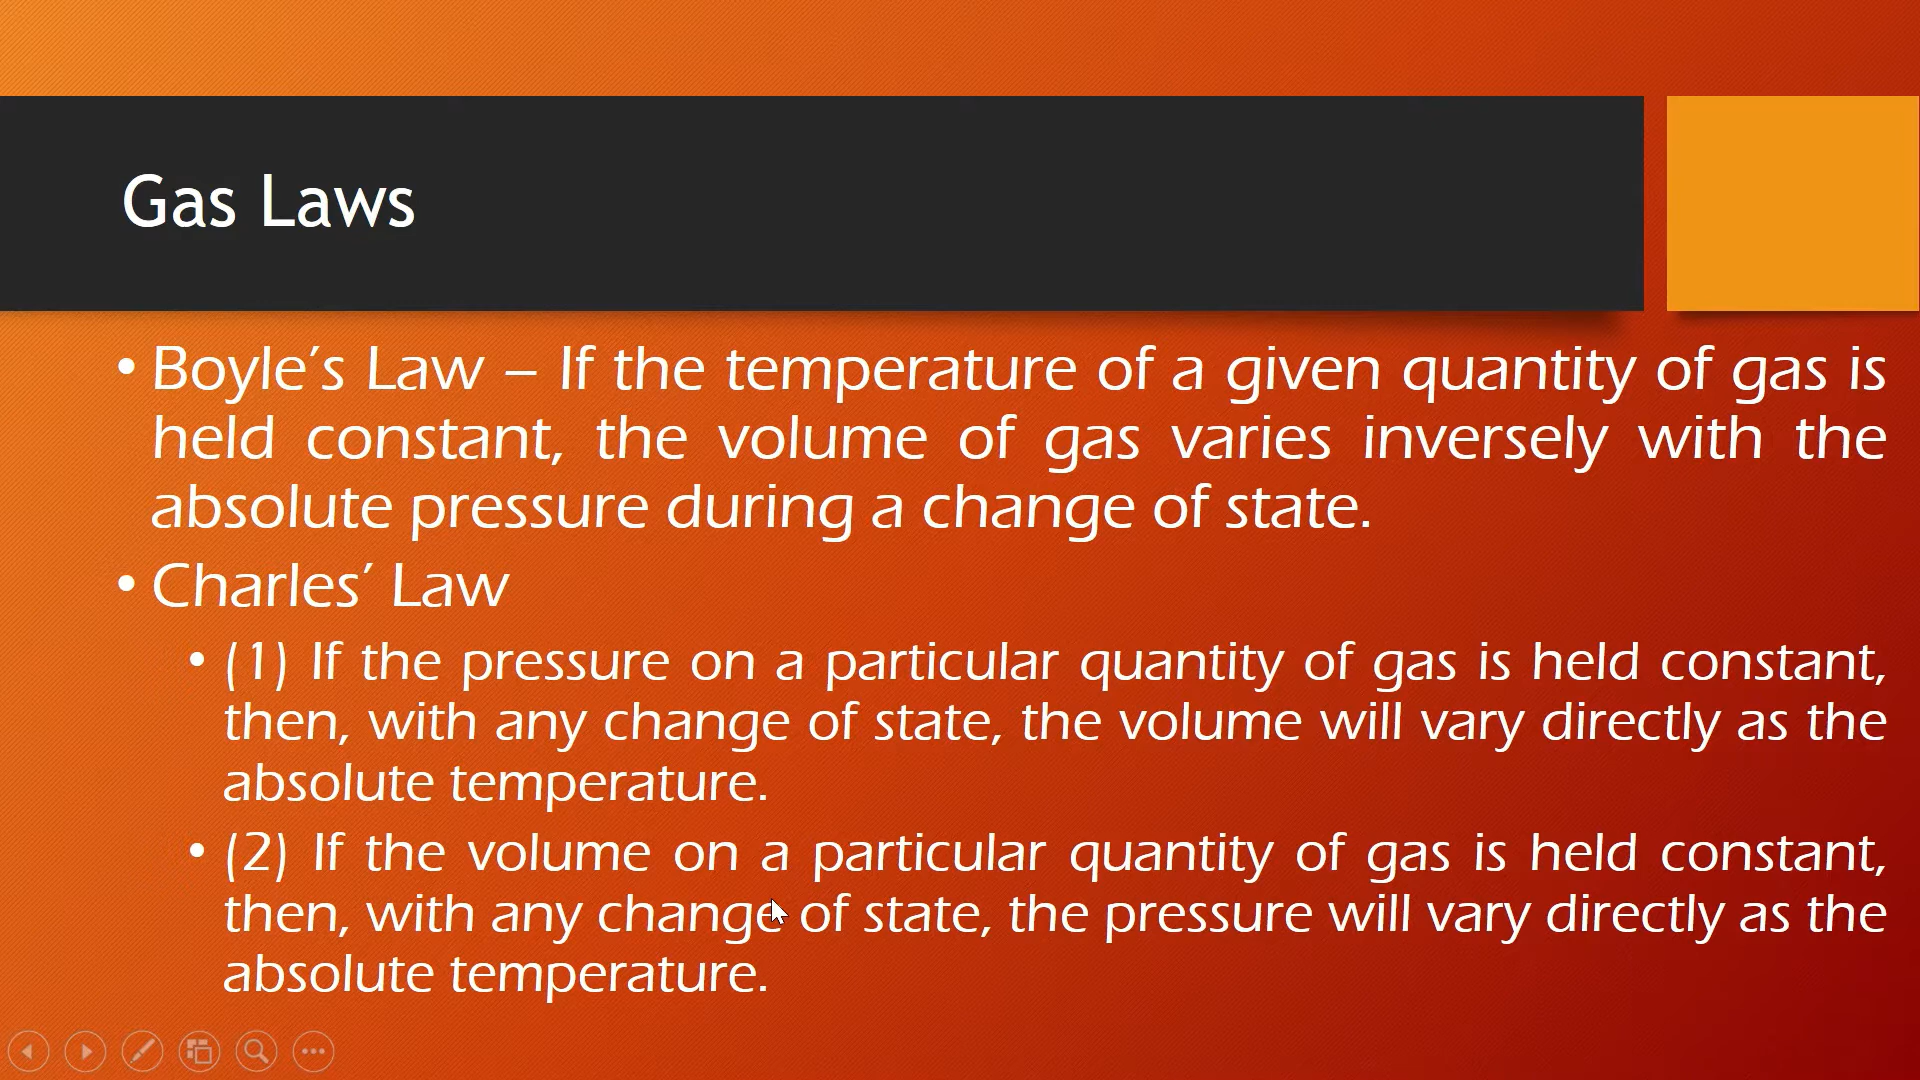 Gas Laws
• Boyle’s Law – If the temperature of a given quantity of gas is
held constant, the volume of gas varies inversely with the
absolute pressure during a change of state.
• Charles’ Law
• (1) If the pressure on a particular quantity of gas is held constant,
then, with any change of state, the volume will vary directly as the
absolute temperature.
• (2) If the volume on a particular quantity of gas is held constant,
then, with any change of state, the pressure will vary directly as the
absolute temperature.